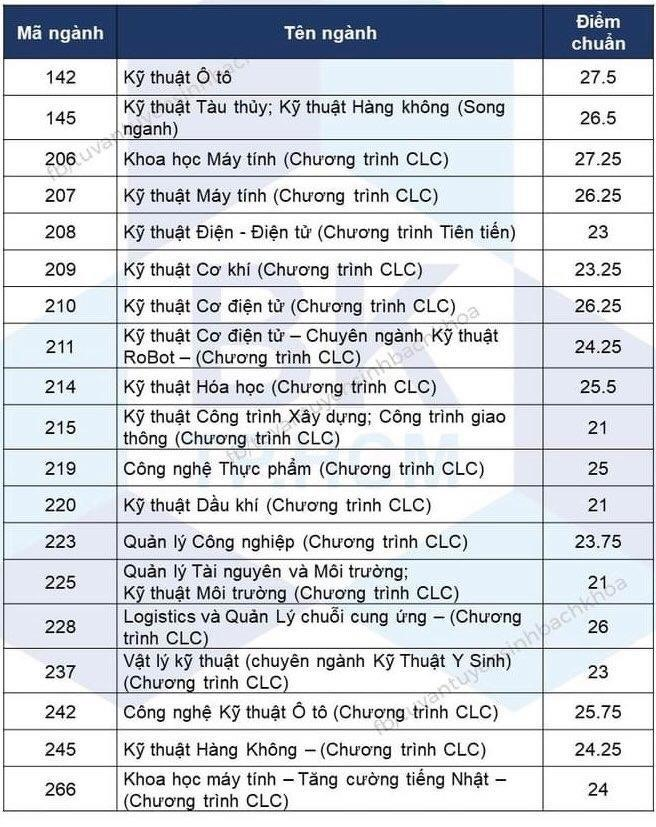 Mã ngành Tên ngành Điểm
chuẩn
142 Kỹ thuật Ô tô 27.5
145 Kỹ thuật Tàu thủy; Kỹ thuật Hàng không (Song
nganh) 26.5
206 Khoa học Máy tính (Chương trình CLC) 27.25
207 Kỹ thuật Máy tính (Chương trình CLC) 26.25
208 Kỹ thuật Điện - Điện tử (Chương trình Tiên tiến) 23
209 Kỹ thuật Cơ khí (Chương trình CLC) 23.25
210 Kỹ thuật Cơ điện tử (Chương trình CLC) 26.25
211 Kỹ thuật Cơ điện tử – Chuyên ngành Kỹ thuật
RoBot – (Chương trình CLC) 24.25
214 Kỹ thuật Hóa học (Chương trình CLC) 25.5
215 Kỹ thuật Công trình Xây dựng; Công trình giao
thông (Chương trình CLC) 21
219 Công nghệ Thực phẩm (Chương trình CLC) 25
220 Kỹ thuật Dầu khí (Chương trình CLC) 21
223 Quản lý Công nghiệp (Chương trình CLC) 23.75
225 Quản lý Tài nguyên và Môi trường;
Kỹ thuật Môi trường (Chương trình CLC) 21
228 Logistics và Quản Lý chuỗi cung ứng – (Chương
trình CLC) 26
237 Vật lý kỹ thuật (chuyên ngành Kỹ Thuật Y Sinh)
(Chương trình CLC) 23
242 Công nghệ Kỹ thuật Ô tô (Chương trình CLC) 25.75
245 Kỹ thuật Hàng Không – (Chương trình CLC) 24.25
266 Khoa học máy tính – Tăng cường tiếng Nhật –
(Chương trình CLC) 24
fb/tuvantuyensinhbachkhoa
fb/tuvantuyensinhbachkhoa
fb/tuvantuyensinhbachkhoa
BK
TP.HCM